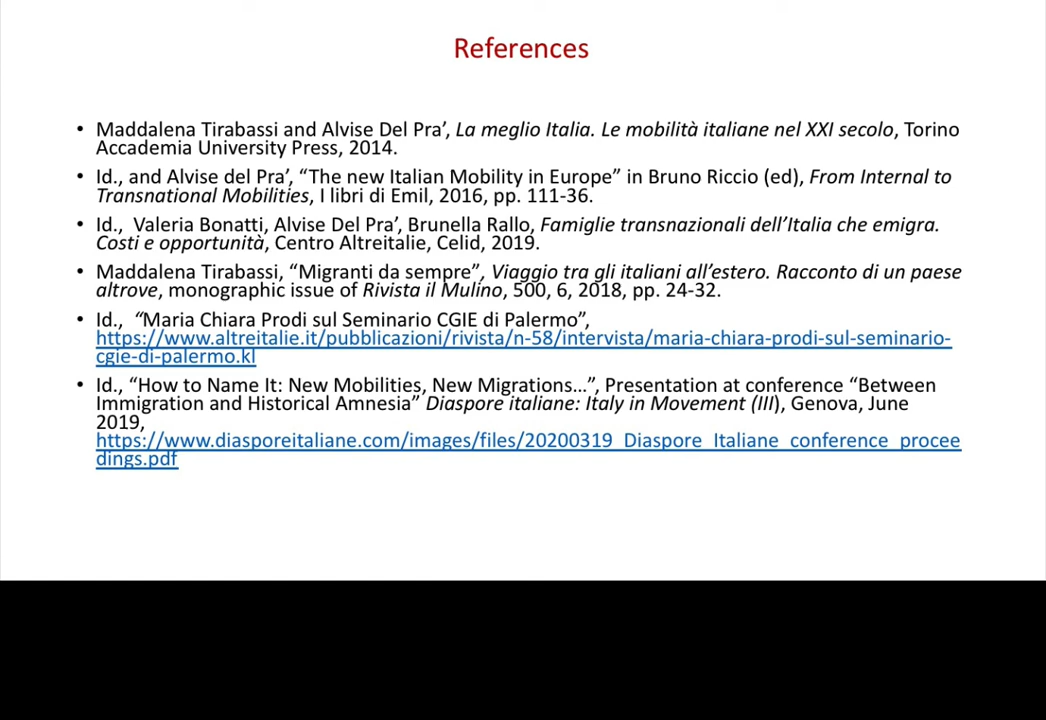 References
• Maddalena Tirabassi and Alvise Del Pra’, La meglio Italia. Le mobilità italiane nel XXI secolo, Torino
Accademia University Press, 2014.
• Id., and Alvise del Pra’, “The new Italian Mobility in Europe” in Bruno Riccio (ed), From Internal to
Transnational Mobilities, I libri di Emil, 2016, pp. 111-36.
• Id., Valeria Bonatti, Alvise Del Pra’, Brunella Rallo, Famiglie transnazionali dell’Italia che emigra.
Costi e opportunità, Centro Altreitalie, Celid, 2019.
• Maddalena Tirabassi, “Migranti da sempre”, Viaggio tra gli italiani all’estero. Racconto di un paese
altrove, monographic issue of Rivista il Mulino, 500, 6, 2018, pp. 24-32.
• Id., “Maria Chiara Prodi sul Seminario CGIE di Palermo”,
https://www.altreitalie.it/pubblicazioni/rivista/n-58/intervista/maria-chiara-prodi-sul-seminario-
cgie-di-palermo.kl
• Id., “How to Name It: New Mobilities, New Migrations…”, Presentation at conference “Between
Immigration and Historical Amnesia” Diaspore italiane: Italy in Movement (III), Genova, June
2019,
https://www.diasporeitaliane.com/images/files/20200319_Diaspore_Italiane_conference_procee
dings.pdf